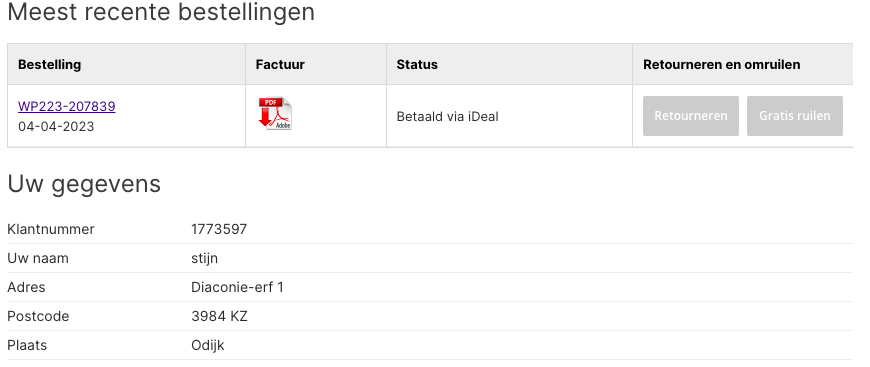 Meest recente bestellingen
Bestelling Factuur Status Retourneren en omruilen
WP223-207839
04-04-2023
PDF
Adobe
Betaald via iDeal
Retourneren Gratis ruilen
Uw gegevens
Klantnummer 1773597
Uw naam stijn
Adres Diaconie-erf 1
Postcode 3984 KZ
Plaats Odijk